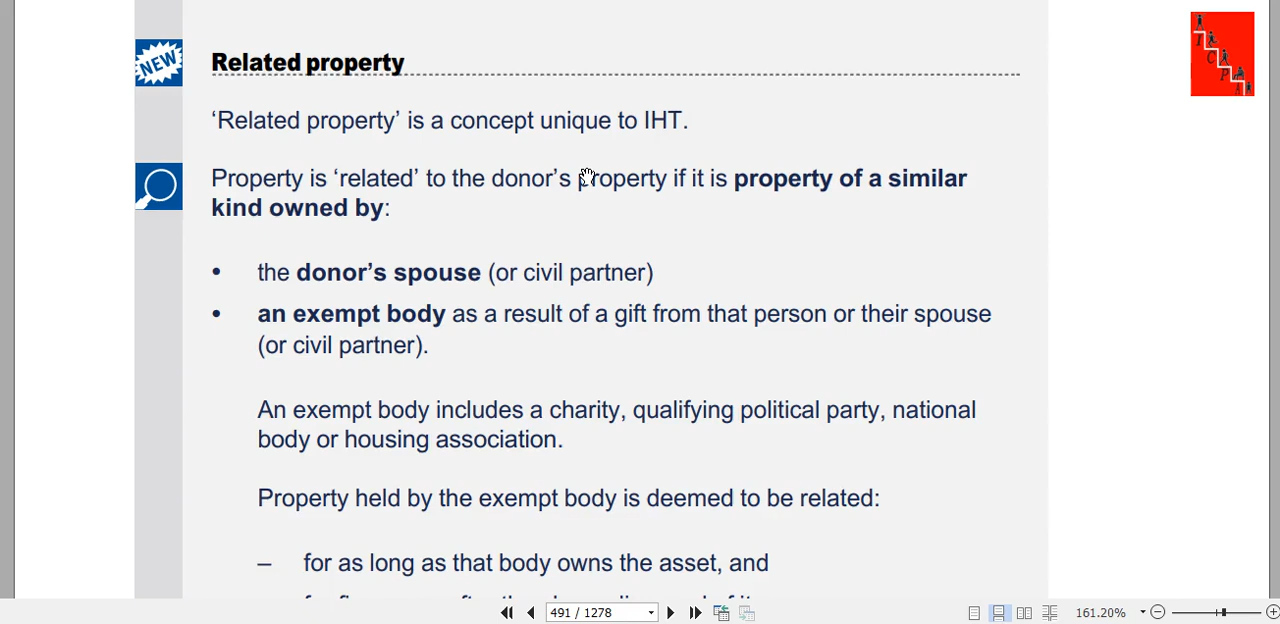 NEW
Related property
‘Related property’ is a concept unique to IHT.
Property is ‘related’ to the donor’s property if it is property of a similar
kind owned by:
• the donor’s spouse (or civil partner)
• an exempt body as a result of a gift from that person or their spouse
(or civil partner).
An exempt body includes a charity, qualifying political party, national
body or housing association.
Property held by the exempt body is deemed to be related:
– for as long as that body owns the asset, and
T
C
P
A
491 / 1278
161.20%